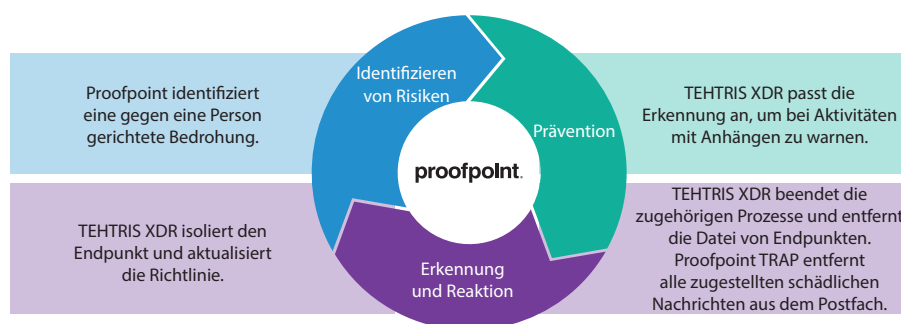 Proofpoint identifiziert
eine gegen eine Person
gerichtete Bedrohung.
Identifizieren
von Risiken
Prävention
TEHTRIS XDR passt die
Erkennung an, um bei Aktivitäten
mit Anhängen zu warnen.
proofpoint.
TEHTRIS XDR isoliert den
Endpunkt und aktualisiert
die Richtlinie.
Erkennung
und Reaktion
TEHTRIS XDR beendet die
zugehörigen Prozesse und entfernt
die Datei von Endpunkten.
Proofpoint TRAP entfernt
alle zugestellten schädlichen
Nachrichten aus dem Postfach.